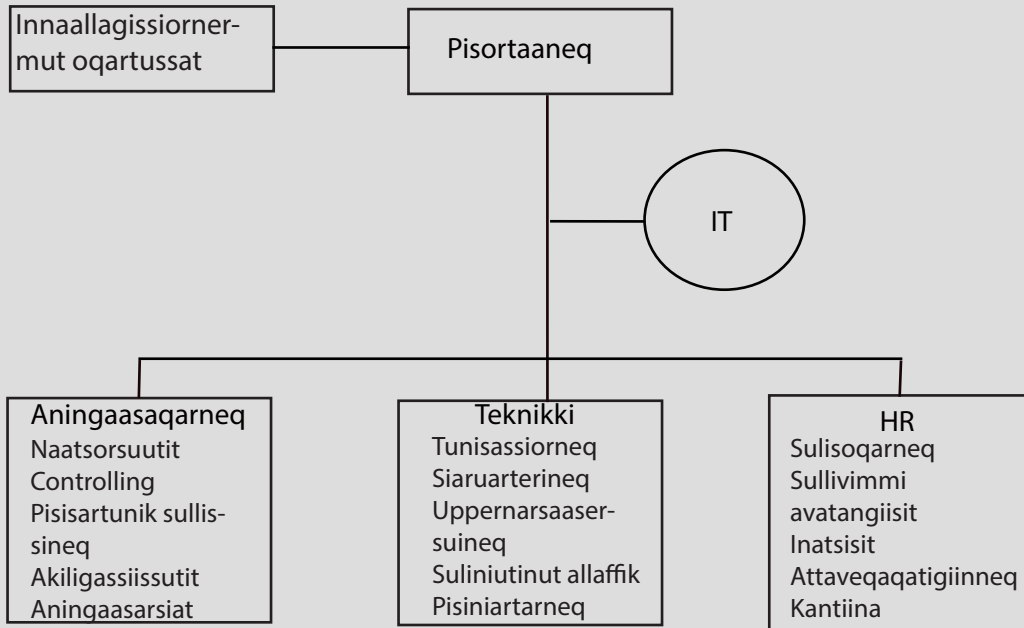 Innaallagissiorner-
mut oqartussat
Pisortaaneq
IT
Aningaasaqarneq
Naatsorsuutit
Controlling
Pisisartunik sullis-
sineq
Akiligassiissutit
Aningaasarsiat
Teknikki
Tunisassiorneq
Siaruarterineq
Uppernarsaaser-
suineq
Suliniutinut allaffik
Pisiniartarneq
HR
Sulisoqarneq
Sullivimmi
avatangiisit
Inatsisit
Attaveqaqatigiinneq
Kantiina